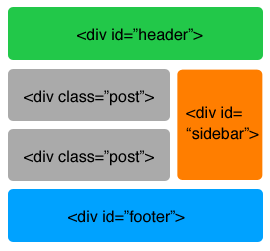 <div id=”header”>
<div class=”post”>
<div id=
“sidebar”>
<div class=”post”>
<div id=”footer”>